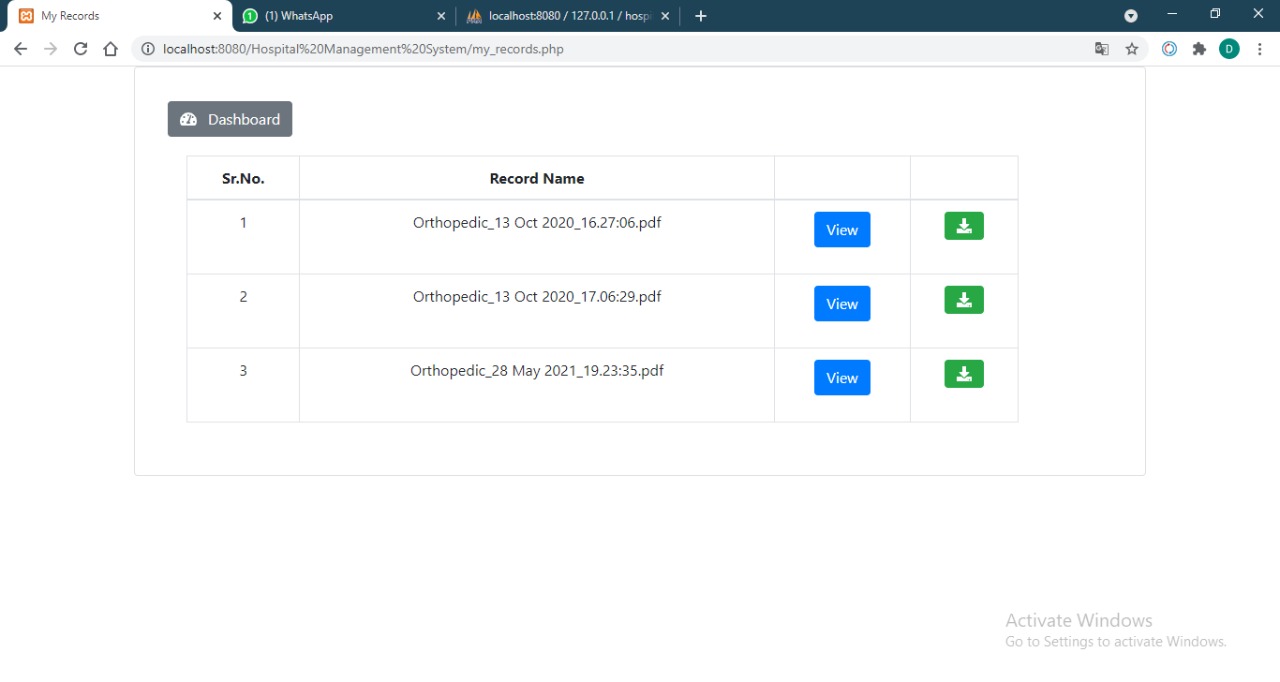 My Records
(1) WhatsApp
localhost:8080 / 127.0.0.1 / hospi
localhost:8080/Hospital%20Management%20System/my_records.php
D
Dashboard
Sr.No. Record Name
1 Orthopedic_13 Oct 2020_16.27:06.pdf View
2 Orthopedic_13 Oct 2020_17.06:29.pdf View
3 Orthopedic_28 May 2021_19.23:35.pdf View
Activate Windows
Go to Settings to activate Windows.